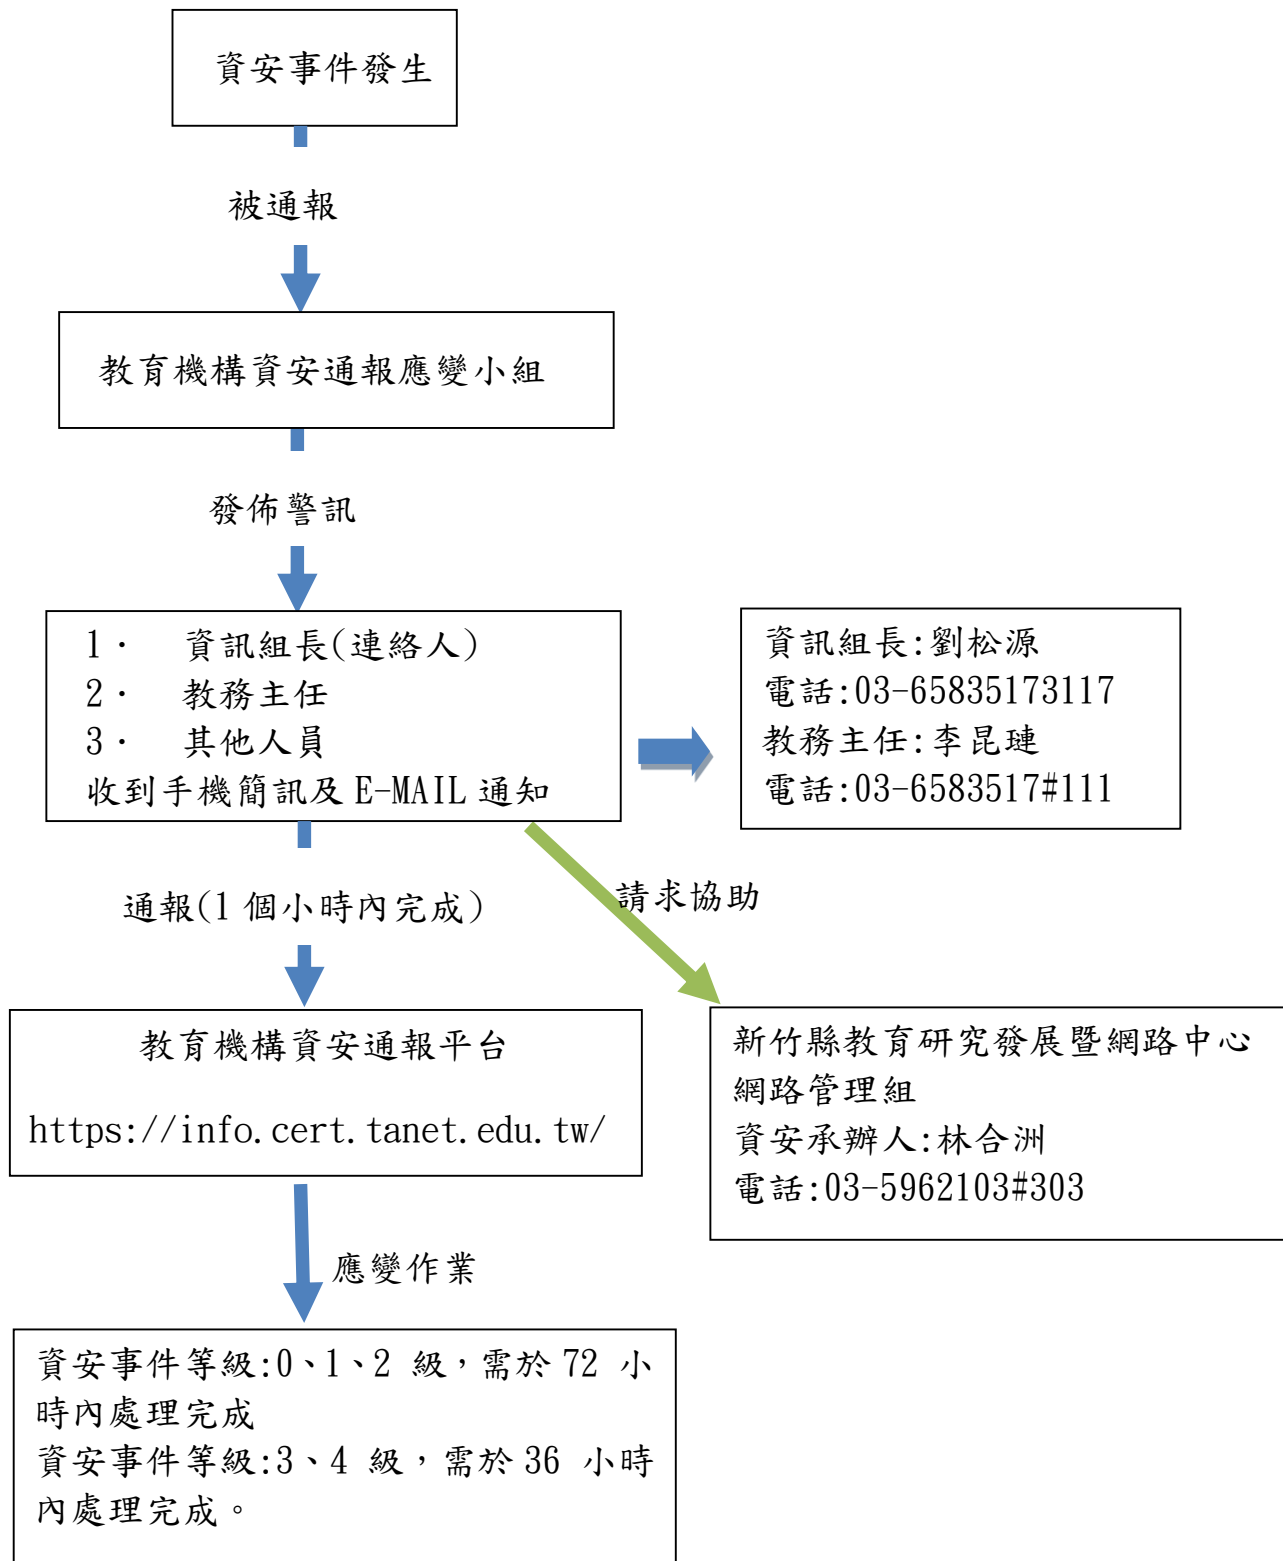 資安事件發生
被通報
教育機構資安通報應變小組
發佈警訊
1. 資訊組長(連絡人)
2. 教務主任
3. 其他人員
收到手機簡訊及 E-MAIL 通知
資訊組長:劉松源
電話:03-65835173117
教務主任:李昆璉
電話:03-6583517#111
通報(1 個小時內完成)
請求協助
教育機構資安通報平台
https://info.cert.tanet.edu.tw/
新竹縣教育研究發展暨網路中心
網路管理組
資安承辦人:林合洲
電話:03-5962103#303
應變作業
資安事件等級:0、1、2 級，需於 72 小
時內處理完成
資安事件等級:3、4 級，需於 36 小時
內處理完成。